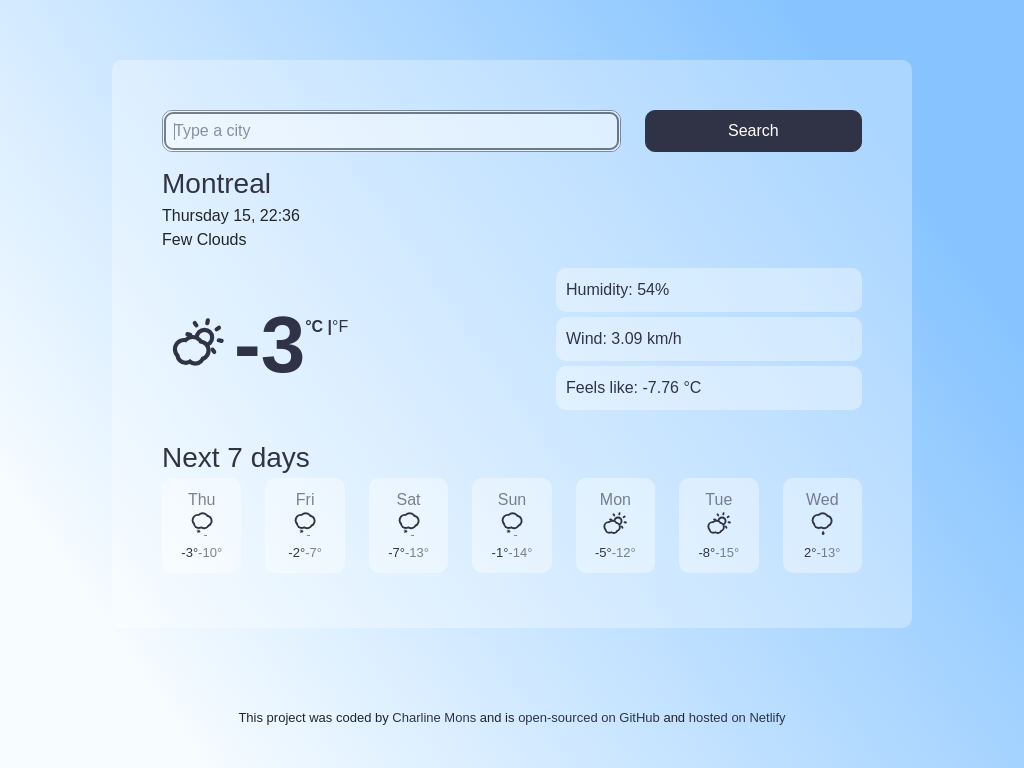 Type a city
Search
Montreal
Thursday 15, 22:36
Few Clouds
Humidity: 54%
-3 °C |°F
Wind: 3.09 km/h
Feels like: -7.76 °C
Next 7 days
Thu Fri Sat Sun Mon Tue Wed
-3°-10° -2°-7° -7°-13° -1°-14° -5°-12° -8°-15° 2°-13°
This project was coded by Charline Mons and is open-sourced on GitHub and hosted on Netlify